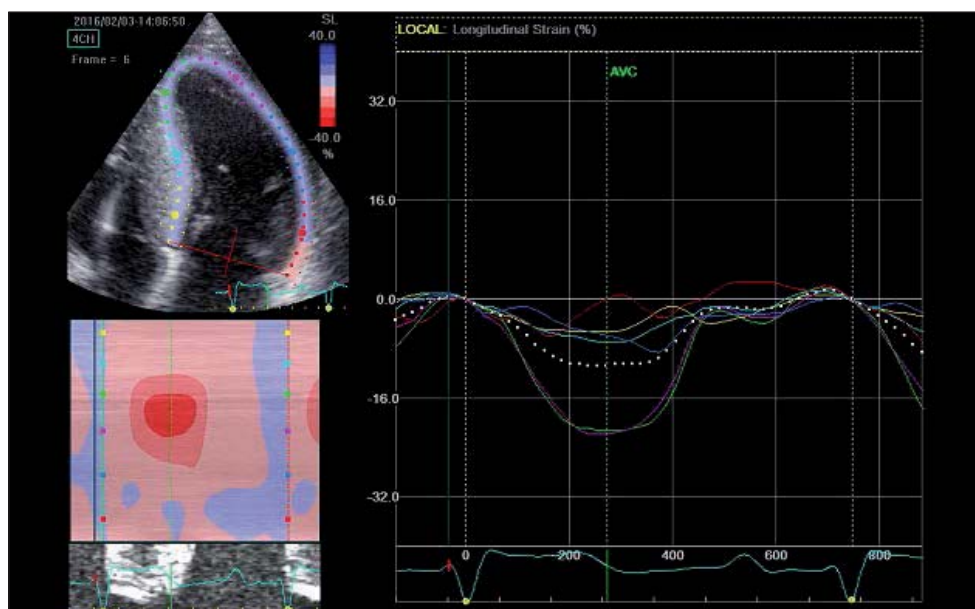 2016/02/03-14:06:50
4CH
Frame = 6
SL
40.0
-40.0
%
LOCAL: Longitudinal Strain (%)
AVC
32.0
16.0
0.0
-16.0
-32.0
0 200 400 600 800